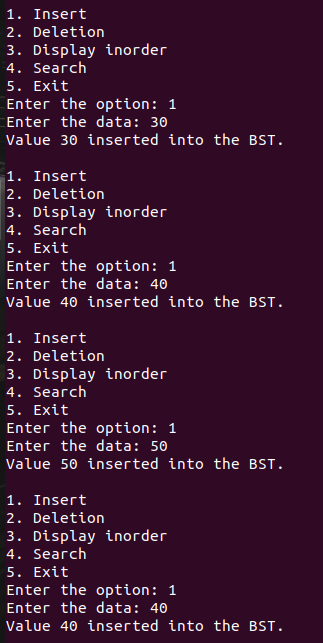 1. Insert
2. Deletion
3. Display inorder
4. Search
5. Exit
Enter the option: 1
Enter the data: 30
Value 30 inserted into the BST.
1. Insert
2. Deletion
3. Display inorder
4. Search
5. Exit
Enter the option: 1
Enter the data: 40
Value 40 inserted into the BST.
1. Insert
2. Deletion
3. Display inorder
4. Search
5. Exit
Enter the option: 1
Enter the data: 50
Value 50 inserted into the BST.
1. Insert
2. Deletion
3. Display inorder
4. Search
5. Exit
Enter the option: 1
Enter the data: 40
Value 40 inserted into the BST.